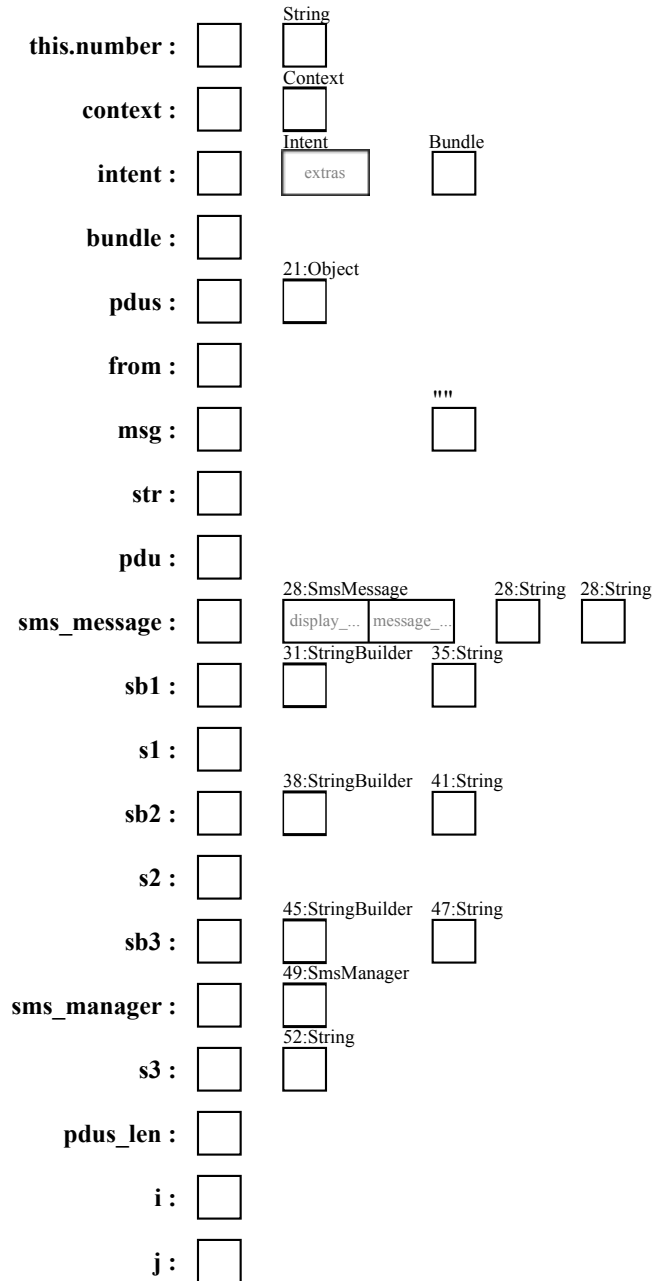 String
this.number :
Context
context :
Intent Bundle
intent : extras
bundle :
21:Object
pdus :
from :
""
msg :
str :
pdu :
28:SmsMessage 28:String 28:String
sms_message : display_... message_...
31:StringBuilder 35:String
sb1 :
s1 :
38:StringBuilder 41:String
sb2 :
s2 :
45:StringBuilder 47:String
sb3 :
49:SmsManager
sms_manager :
52:String
s3 :
pdus_len :
i :
j :